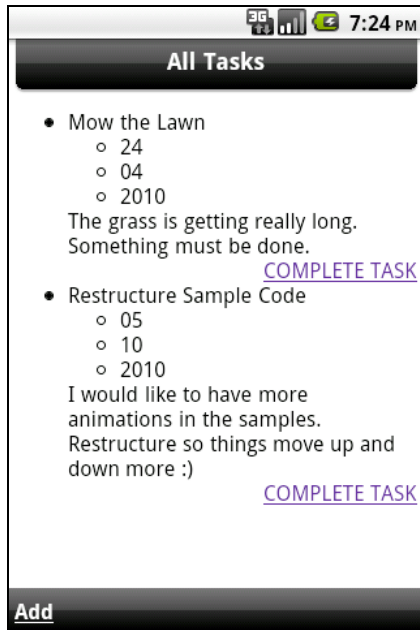 3G 7:24 PM
All Tasks
Mow the Lawn
24
04
2010
The grass is getting really long.
Something must be done.
COMPLETE TASK
Restructure Sample Code
05
10
2010
I would like to have more
animations in the samples.
Restructure so things move up and
down more :)
COMPLETE TASK
Add